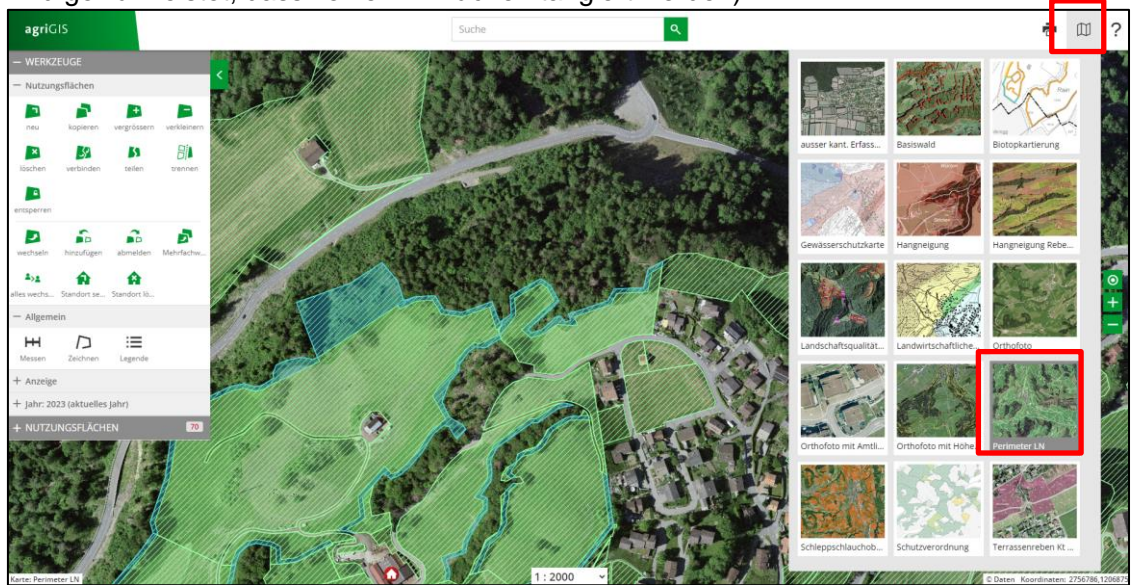 agriGIS
Suche
?
— WERKZEUGE
— Nutzungsflächen
neu kopieren vergrössern verkleinern
löschen verbinden teilen trennen
entsperren
wechseln hinzufügen abmelden Mehrfachw...
alles wechs... Standort se... Standort lö...
— Allgemein
Messen Zeichnen Legende
+ Anzeige
+ Jahr: 2023 (aktuelles Jahr)
+ NUTZUNGSFLÄCHEN 70
ausser kant. Erfass... Basiswald Biotopkartierung
Gewässerschutzkarte Hangneigung Hangneigung Rebe...
Landschaftsqualität... Landwirtschaftliche... Orthofoto
Orthofoto mit Amtli... Orthofoto mit Höhe... Perimeter LN
Schleppschlauchob... Schutzverordnung Terrassenreben Kt ...
Karte: Perimeter LN
1 : 2000
© Daten Koordinaten: 2756786,1206875